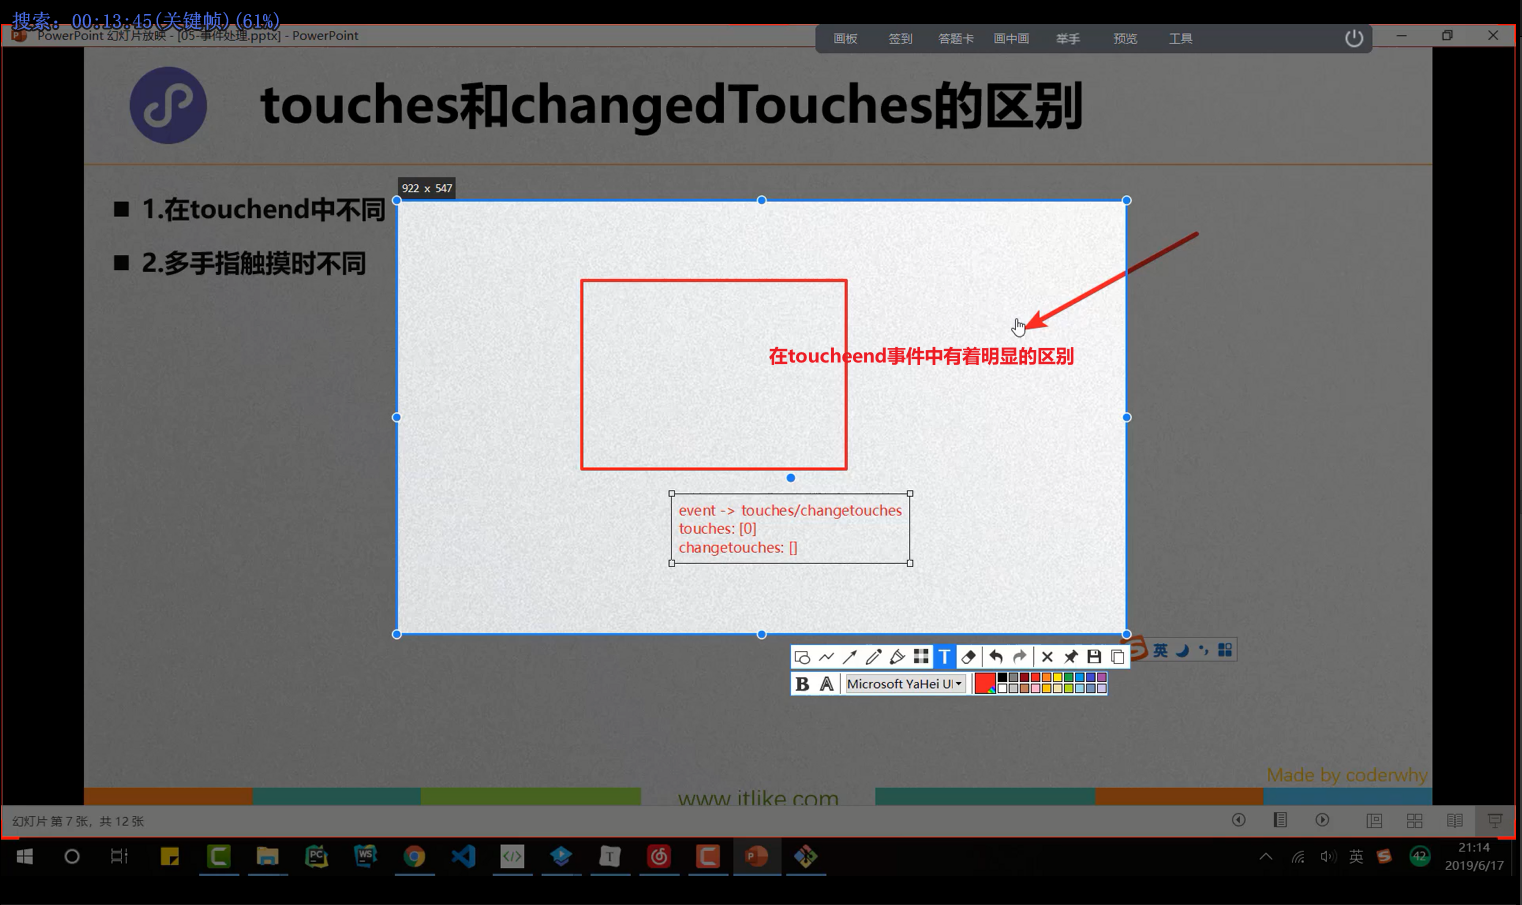 搜索: 00:13:45(关键帧)(61%)
PowerPoint 幻灯片放映 - [05-事件处理.pptx] - PowerPoint
画板 签到 答题卡 画中画 举手 预览 工具
touches和changedTouches的区别
922 x 547
1.在touchend中不同
2.多手指触摸时不同
在toucheend事件中有着明显的区别
event -> touches/changetouches
touches: [0]
changetouches: []
英
T
B A Microsoft YaHei UI
Made by coderwhy
www.itlike.com
幻灯片 第 7 张，共 12 张
英 42 21:14
2019/6/17